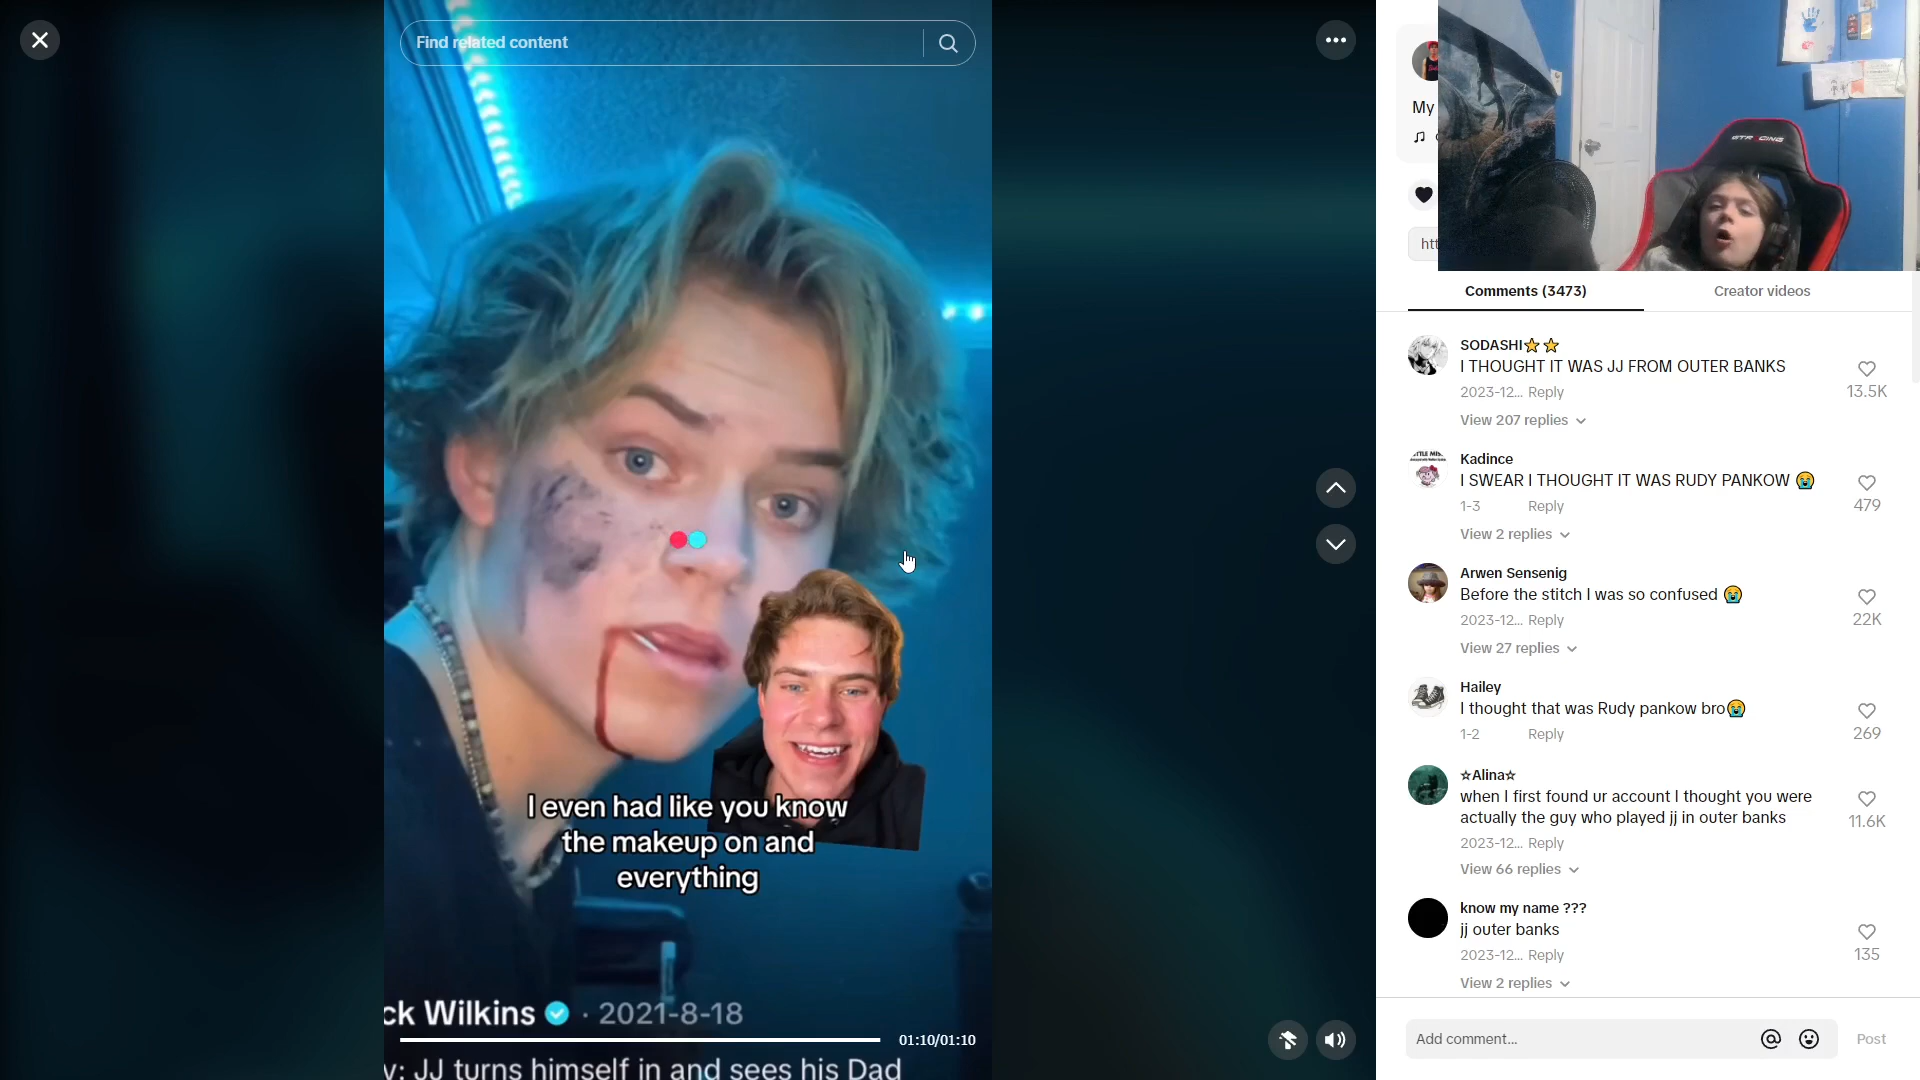 Find related content
My
htt
GTRACING
Comments (3473)
Creator videos
SODASHI⭐⭐
I THOUGHT IT WAS JJ FROM OUTER BANKS
2023-12... Reply
13.5K
View 207 replies
Kadince
I SWEAR I THOUGHT IT WAS RUDY PANKOW 😭
1-3 Reply
479
View 2 replies
Arwen Sensenig
Before the stitch I was so confused 😭
2023-12... Reply
22K
View 27 replies
Hailey
I thought that was Rudy pankow bro😭
1-2 Reply
269
☆Alina☆
when I first found ur account I thought you were
actually the guy who played jj in outer banks
2023-12... Reply
11.6K
View 66 replies
know my name ???
jj outer banks
2023-12... Reply
135
View 2 replies
Add comment...
Post
I even had like you know
the makeup on and
everything
ck Wilkins · 2021-8-18
01:10/01:10
v: JJ turns himself in and sees his Dad